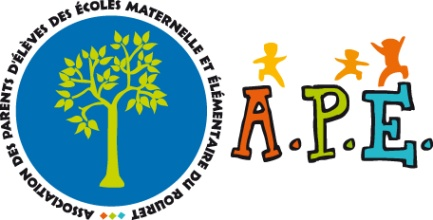 ASSOCIATION DES PARENTS D'ÉLÈVES DES ÉCOLES MATERNELLE ET ÉLÉMENTAIRE DU ROURET
A.P.E.